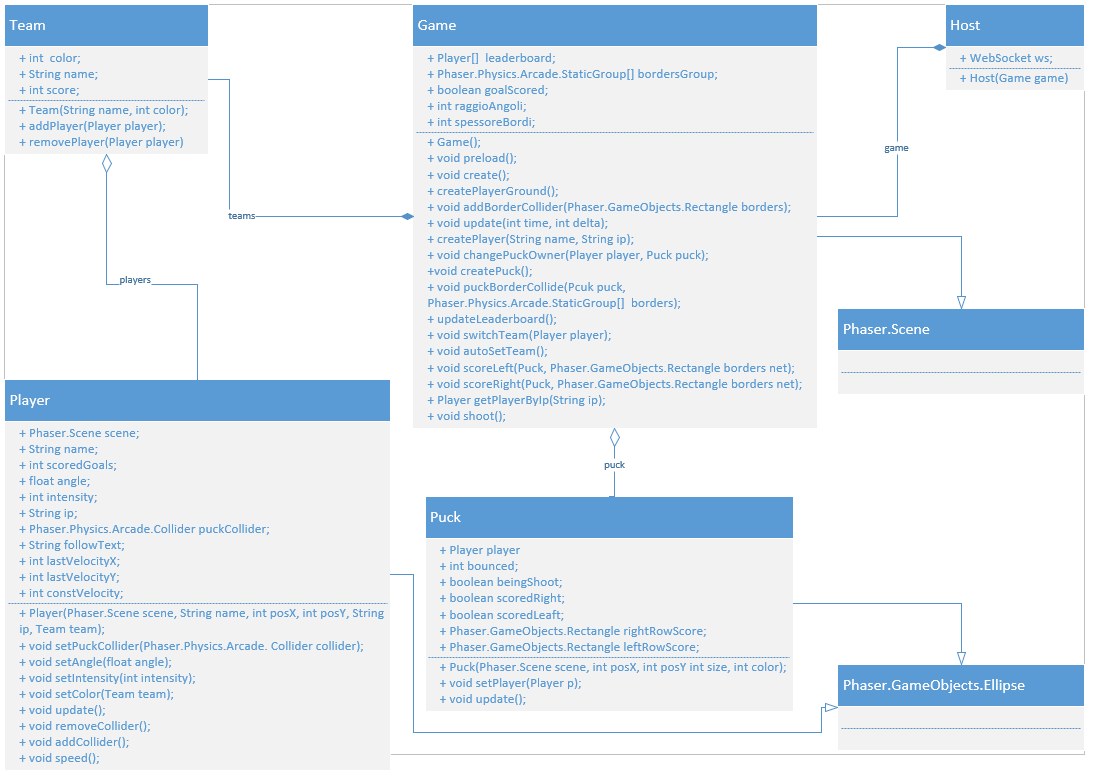 Team
+ int  color;
+ String name;
+ int score;
+ Team(String name, int color);
+ addPlayer(Player player);
+ removePlayer(Player player)
Game
+ Player[]  leaderboard;
+ Phaser.Physics.Arcade.StaticGroup[] bordersGroup;
+ boolean goalScored;
+ int raggioAngoli;
+ int spessoreBordi;
+ Game();
+ void preload();
+ void create();
+ createPlayerGround();
+ void addBorderCollider(Phaser.GameObjects.Rectangle borders);
+ void update(int time, int delta);
+ createPlayer(String name, String ip);
+ void changePuckOwner(Player player, Puck puck);
+void createPuck();
+ void puckBorderCollide(Pcuk puck,
Phaser.Physics.Arcade.StaticGroup[]  borders);
+ updateLeaderboard();
+ void switchTeam(Player player);
+ void autoSetTeam();
+ void scoreLeft(Puck, Phaser.GameObjects.Rectangle borders net);
+ void scoreRight(Puck, Phaser.GameObjects.Rectangle borders net);
+ Player getPlayerByIp(String ip);
+ void shoot();
Host
+ WebSocket ws;
+ Host(Game game)
game
teams
players
puck
Phaser.Scene
Player
+ Phaser.Scene scene;
+ String name;
+ int scoredGoals;
+ float angle;
+ int intensity;
+ String ip;
+ Phaser.Physics.Arcade.Collider puckCollider;
+ String followText;
+ int lastVelocityX;
+ int lastVelocityY;
+ int constVelocity;
+ Player(Phaser.Scene scene, String name, int posX, int posY, String
ip, Team team);
+ void setPuckCollider(Phaser.Physics.Arcade. Collider collider);
+ void setAngle(float angle);
+ void setIntensity(int intensity);
+ void setColor(Team team);
+ void update();
+ void removeCollider();
+ void addCollider();
+ void speed();
Puck
+ Player player
+ int bounced;
+ boolean beingShoot;
+ boolean scoredRight;
+ boolean scoredLeaft;
+ Phaser.GameObjects.Rectangle rightRowScore;
+ Phaser.GameObjects.Rectangle leftRowScore;
+ Puck(Phaser.Scene scene, int posX, int posY int size, int color);
+ void setPlayer(Player p);
+ void update();
Phaser.GameObjects.Ellipse